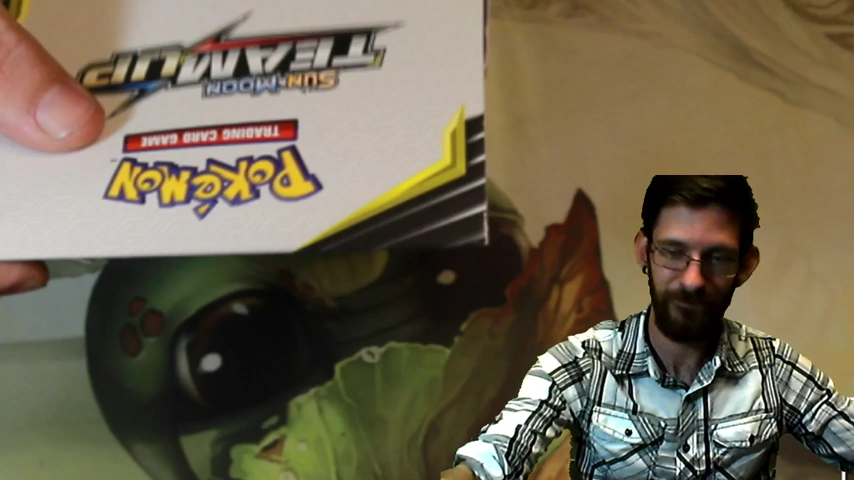 POKéMON
TRADING CARD GAME
SUN & MOON
TEAM UP